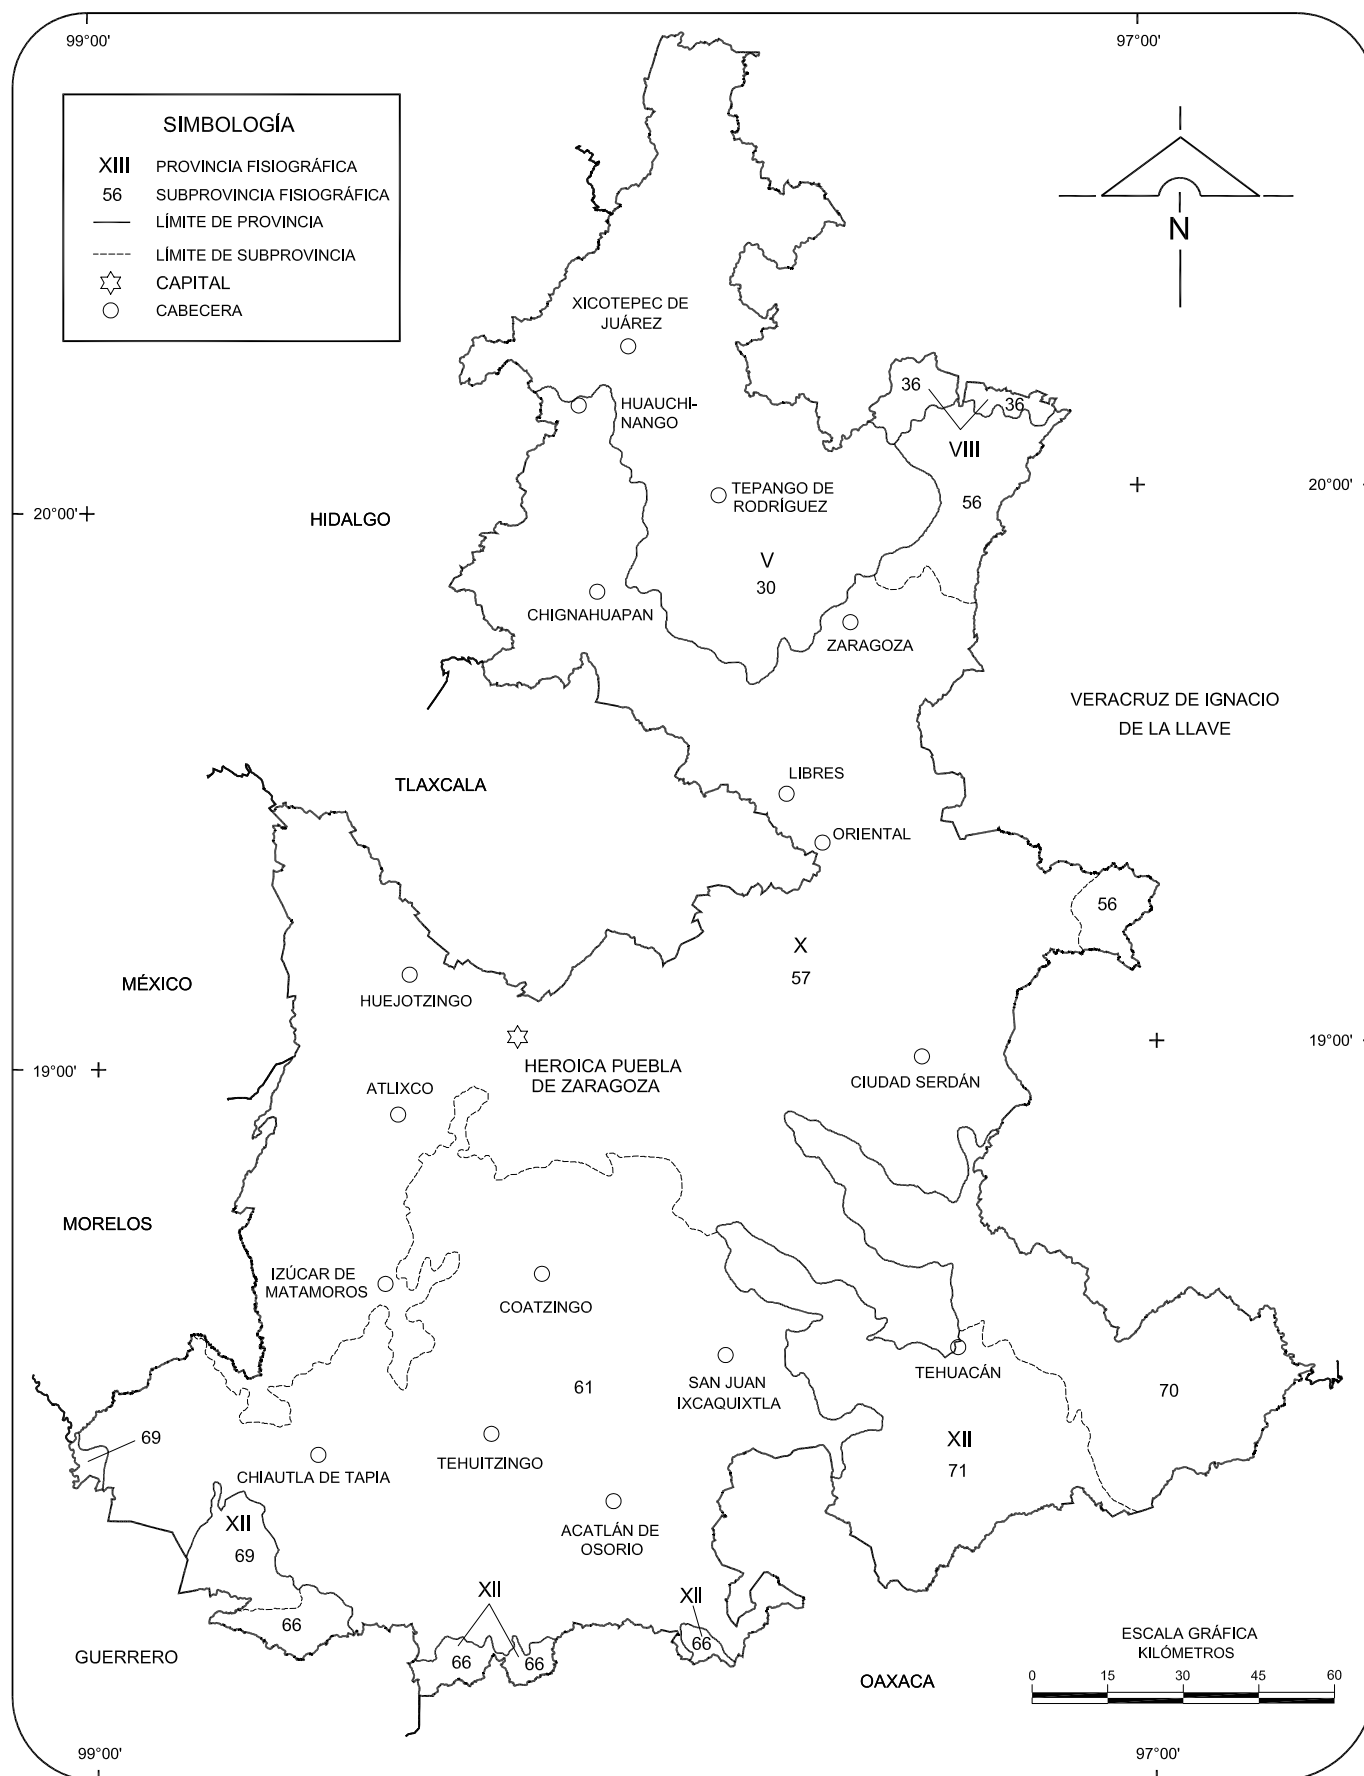 99°00'
97°00'
SIMBOLOGÍA
XIII PROVINCIA FISIOGRÁFICA
56 SUBPROVINCIA FISIOGRÁFICA
LÍMITE DE PROVINCIA
LÍMITE DE SUBPROVINCIA
CAPITAL
CABECERA
N
XICOTEPEC DE
JUÁREZ
36
36
HUAUCHI-
NANGO
VIII
TEPANGO DE
RODRÍGUEZ
56
20°00'
20°00'
HIDALGO
V
30
CHIGNAHUAPAN
ZARAGOZA
VERACRUZ DE IGNACIO
DE LA LLAVE
LIBRES
TLAXCALA
ORIENTAL
56
X
57
MÉXICO
HUEJOTZINGO
HEROICA PUEBLA
DE ZARAGOZA
19°00'
19°00'
CIUDAD SERDÁN
ATLIXCO
MORELOS
IZÚCAR DE
MATAMOROS
COATZINGO
TEHUACÁN
SAN JUAN
IXCAQUIXTLA
61
70
69
XII
71
CHIAUTLA DE TAPIA
TEHUITZINGO
XII
69
ACATLÁN DE
OSORIO
XII
XII
66
66
66
66
GUERRERO
OAXACA
ESCALA GRÁFICA
KILÓMETROS
0 15 30 45 60
99°00'
97°00'